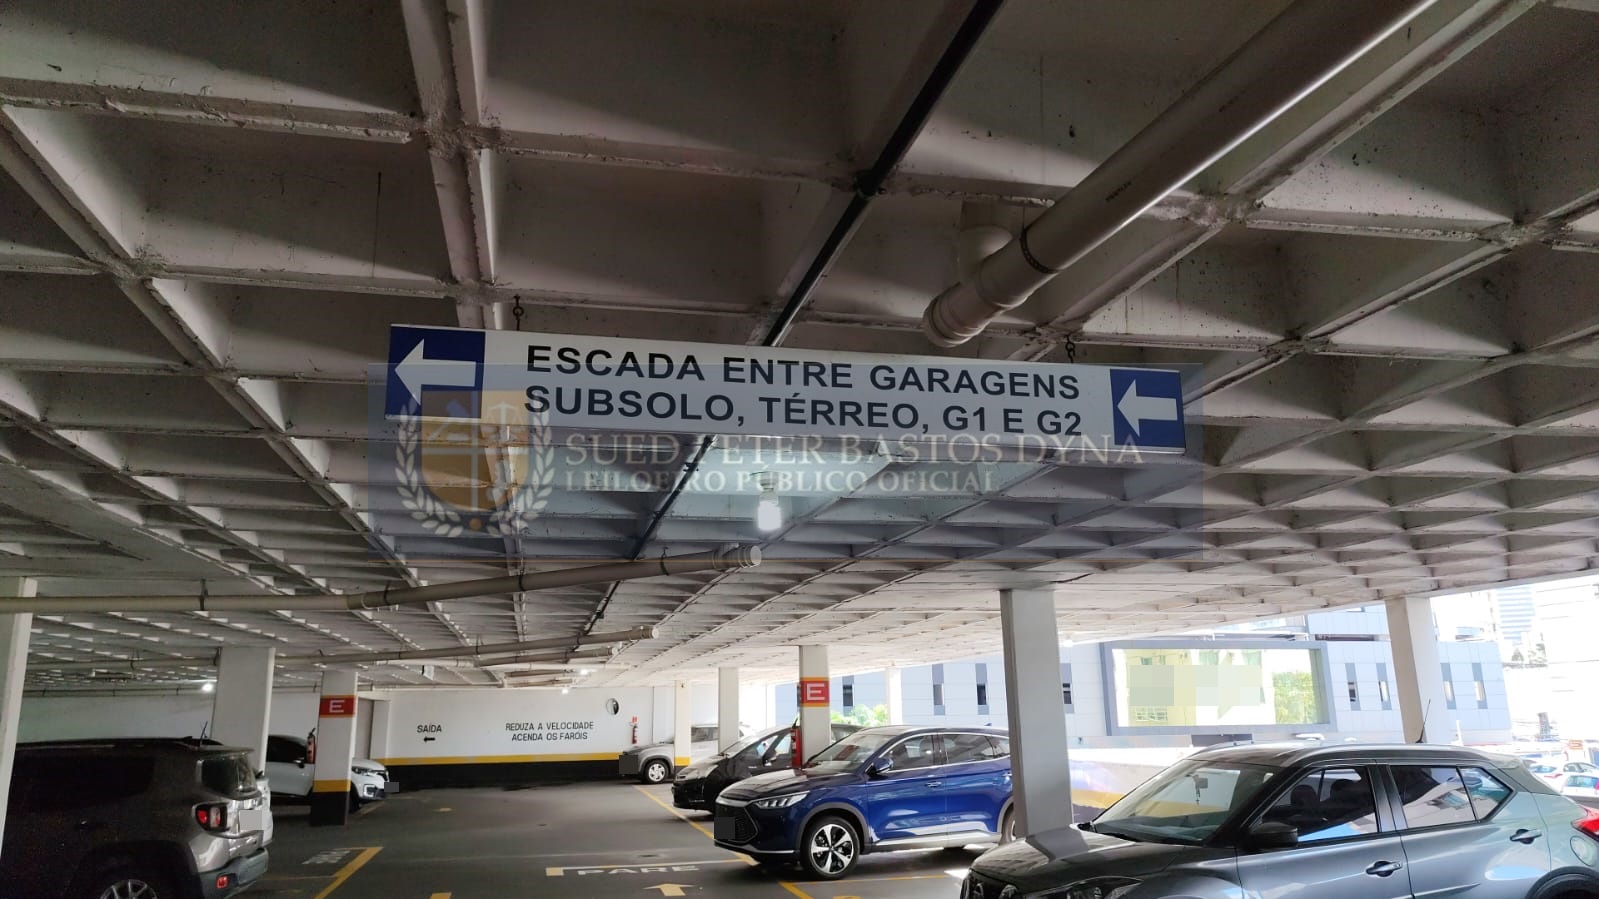 ESCADA ENTRE GARAGENS
SUBSOLO, TÉRREO, G1 E G2
SUED PETER BASTOS DYNA
LEILOEIRO PÚBLICO OFICIAL
E
E
SAÍDA
REDUZA A VELOCIDADE
ACENDA OS FARÓIS
PARE